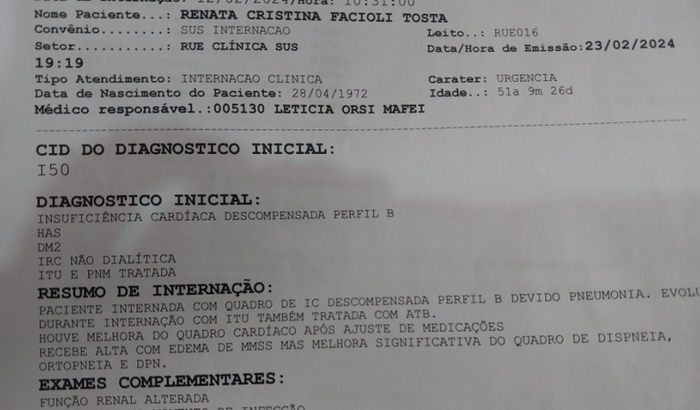 Nome Paciente...: RENATA CRISTINA FACIOLI TOSTA
Convênio........: SUS INTERNACAO
Leito..: RUE016
Setor...........: RUE CLÍNICA SUS
Data/Hora de Emissão:23/02/2024
19:19
Tipo Atendimento: INTERNACAO CLINICA
Carater: URGENCIA
Data de Nascimento do Paciente: 28/04/1972
Idade..: 51a 9m 26d
Médico responsável.:005130 LETICIA ORSI MAFEI
CID DO DIAGNOSTICO INICIAL:
I50
DIAGNOSTICO INICIAL:
INSUFICIÊNCIA CARDÍACA DESCOMPENSADA PERFIL B
HAS
DM2
IRC NÃO DIALÍTICA
ITU E PNM TRATADA
RESUMO DE INTERNAÇÃO:
PACIENTE INTERNADA COM QUADRO DE IC DESCOMPENSADA PERFIL B DEVIDO PNEUMONIA. EVOLU
DURANTE INTERNAÇÃO COM ITU TAMBÉM TRATADA COM ATB.
HOUVE MELHORA DO QUADRO CARDÍACO APÓS AJUSTE DE MEDICAÇÕES
RECEBE ALTA COM EDEMA DE MMSS MAS MELHORA SIGNIFICATIVA DO QUADRO DE DISPNEIA,
ORTOPNEIA E DPN.
EXAMES COMPLEMENTARES:
FUNÇÃO RENAL ALTERADA
DE INFECÇÃO